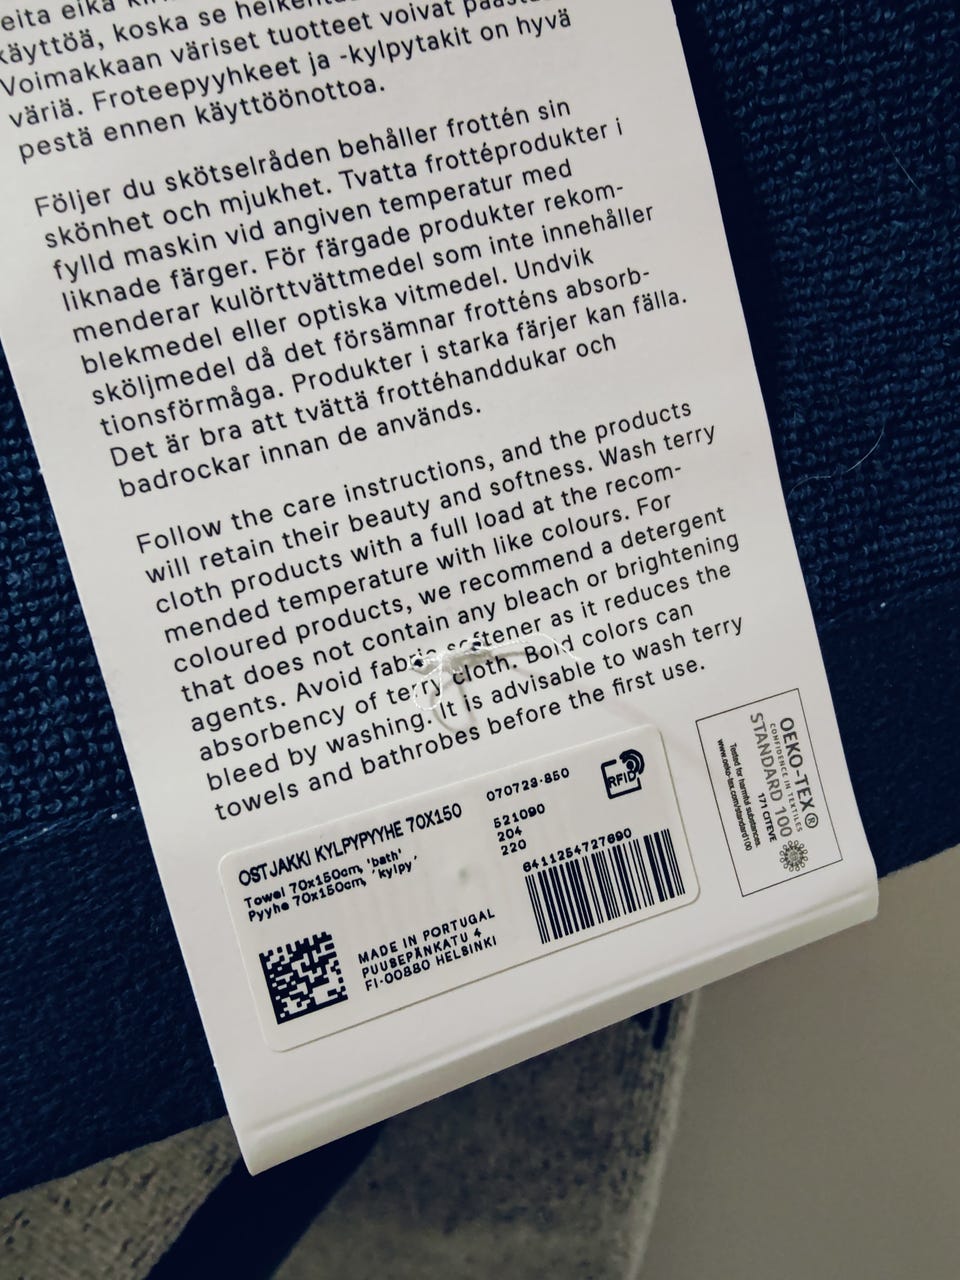 käyttöä, koska se
Voimakkaan väriset tuotteet voivat
väriä. Froteepyyhkeet ja -kylpytakit on hyvä
pestä ennen käyttöönottoa.
Följer du skötselråden behåller frottén sin
skönhet och mjukhet. Tvatta frottéprodukter i
fylld maskin vid angiven temperatur med
liknade färger. För färgade produkter rekom-
menderar kulörttvättmedel som inte innehåller
blekmedel eller optiska vitmedel. Undvik
sköljmedel då det försämnar frotténs absorb-
tionsförmåga. Produkter i starka färjer kan fälla.
Det är bra att tvättä frottéhanddukar och
badrockar innan de används.
Follow the care instructions, and the products
will retain their beauty and softness. Wash terry
cloth products with a full load at the recom-
mended temperature with like colours. For
coloured products, we recommend a detergent
that does not contain any bleach or brightening
agents. Avoid fabric softener as it reduces the
absorbency of terry cloth. Bold colors can
bleed by washing. It is advisable to wash terry
towels and bathrobes before the first use.
OSTJAKKI KYLPYPYYHE 70X150
Towel 70x150cm, 'bath'
Pyyhe 70x150cm, 'kylpy'
070723-850
521090
204
220
RFID
6411254727690
MADE IN PORTUGAL
PUUSEPÄNKATU 4
FI-00880 HELSINKI
OEKO-TEX®
CONFIDENCE IN TEXTILES
STANDARD 100
171 CITEVE
Tested for harmful substances.
www.oeko-tex.com/standard100